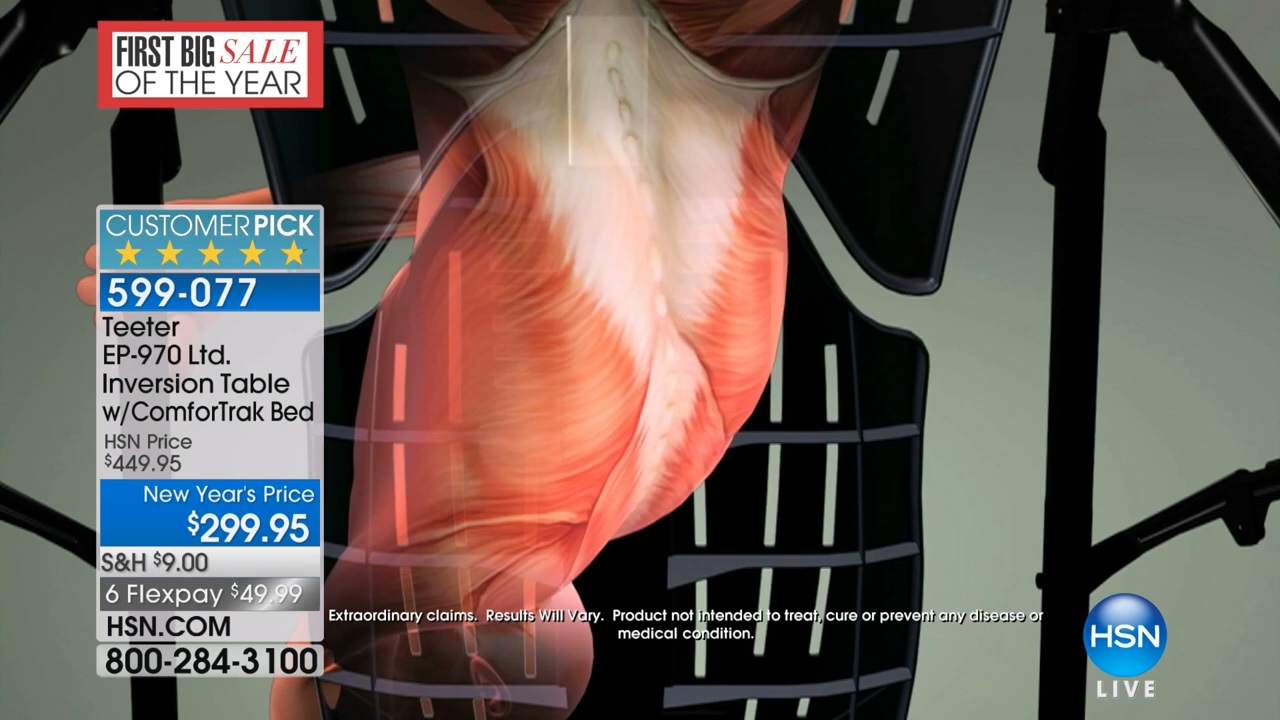 FIRST BIG SALE
OF THE YEAR
CUSTOMER PICK
599-077
Teeter
EP-970 Ltd.
Inversion Table
w/ComforTrak Bed
HSN Price
$449.95
New Year's Price
$299.95
S&H $9.00
6 Flexpay $49.99
HSN.COM
800-284-3100
Extraordinary claims. Results Will Vary. Product not intended to treat, cure or prevent any disease or
medical condition.
HSN
LIVE